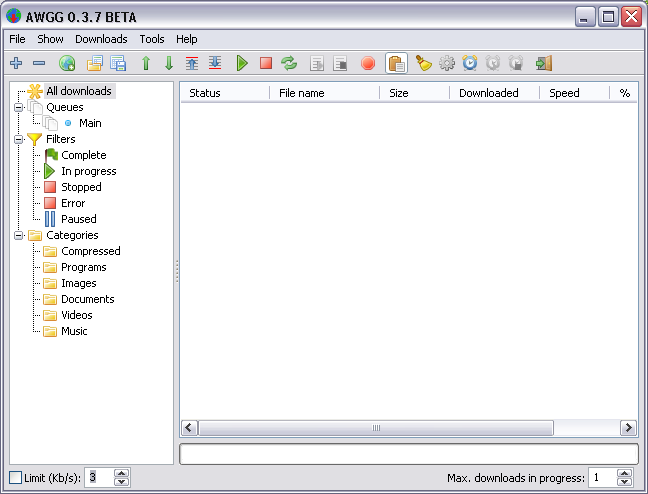 AWGG 0.3.7 BETA
File Show Downloads Tools Help
All downloads
Status File name Size Downloaded Speed %
Queues
Main
Filters
Complete
In progress
Stopped
Error
Paused
Categories
Compressed
Programs
Images
Documents
Videos
Music
Limit (Kb/s): 3 Max. downloads in progress: 1